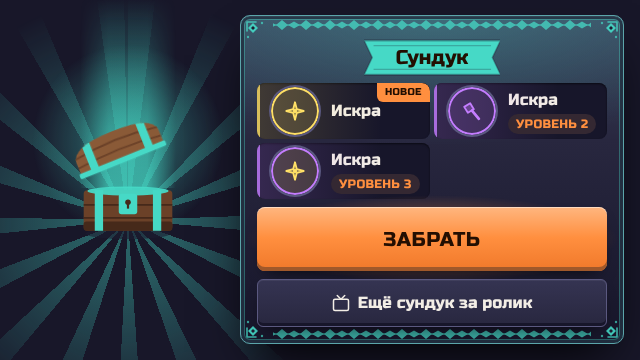 Сундук
НОВОЕ
Искра
Искра
УРОВЕНЬ 2
Искра
УРОВЕНЬ 3
ЗАБРАТЬ
Ещё сундук за ролик